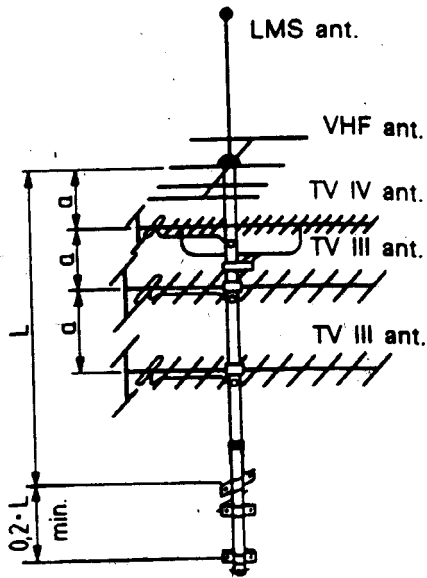 LMS ant.
VHF ant.
TV IV ant.
TV III ant.
TV III ant.
a
a
a
L
0,2·L
min.